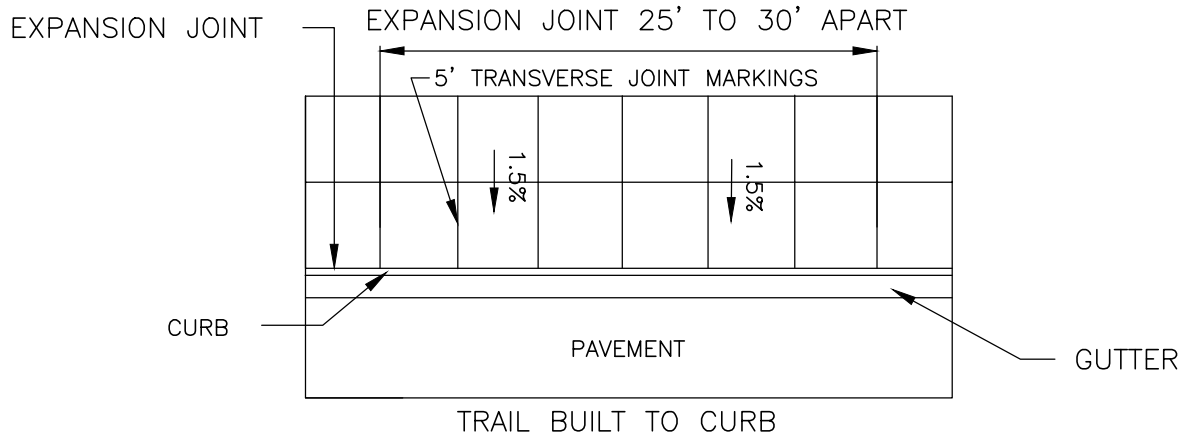 EXPANSION JOINT 25' TO 30' APART
EXPANSION JOINT
5' TRANSVERSE JOINT MARKINGS
1.5%
1.5%
CURB
PAVEMENT
GUTTER
TRAIL BUILT TO CURB